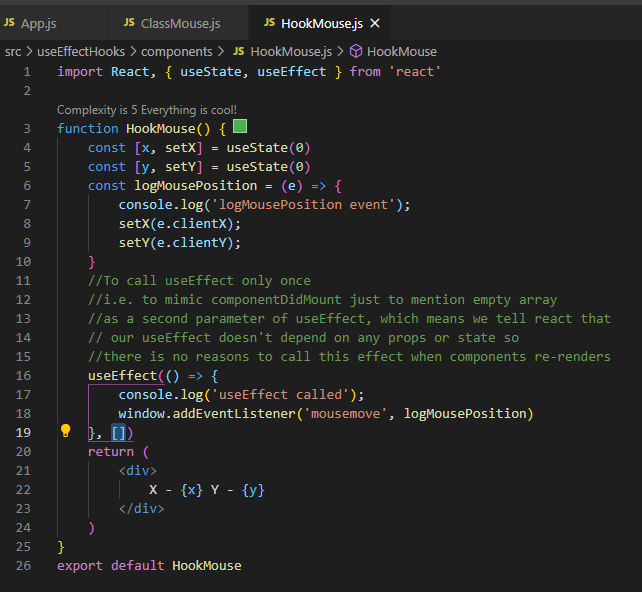 JS App.js JS ClassMouse.js JS HookMouse.js ×
src > useEffectHooks > components > JS HookMouse.js > HookMouse
1 import React, { useState, useEffect } from 'react'
2
Complexity is 5 Everything is cool!
3 function HookMouse() {
4 const [x, setX] = useState(0)
5 const [y, setY] = useState(0)
6 const logMousePosition = (e) => {
7 console.log('logMousePosition event');
8 setX(e.clientX);
9 setY(e.clientY);
10 }
11 //To call useEffect only once
12 //i.e. to mimic componentDidMount just to mention empty array
13 //as a second parameter of useEffect, which means we tell react that
14 // our useEffect doesn't depend on any props or state so
15 //there is no reasons to call this effect when components re-renders
16 useEffect(() => {
17 console.log('useEffect called');
18 window.addEventListener('mousemove', logMousePosition)
19 }, [])
20 return (
21 <div>
22 X - {x} Y - {y}
23 </div>
24 )
25 }
26 export default HookMouse